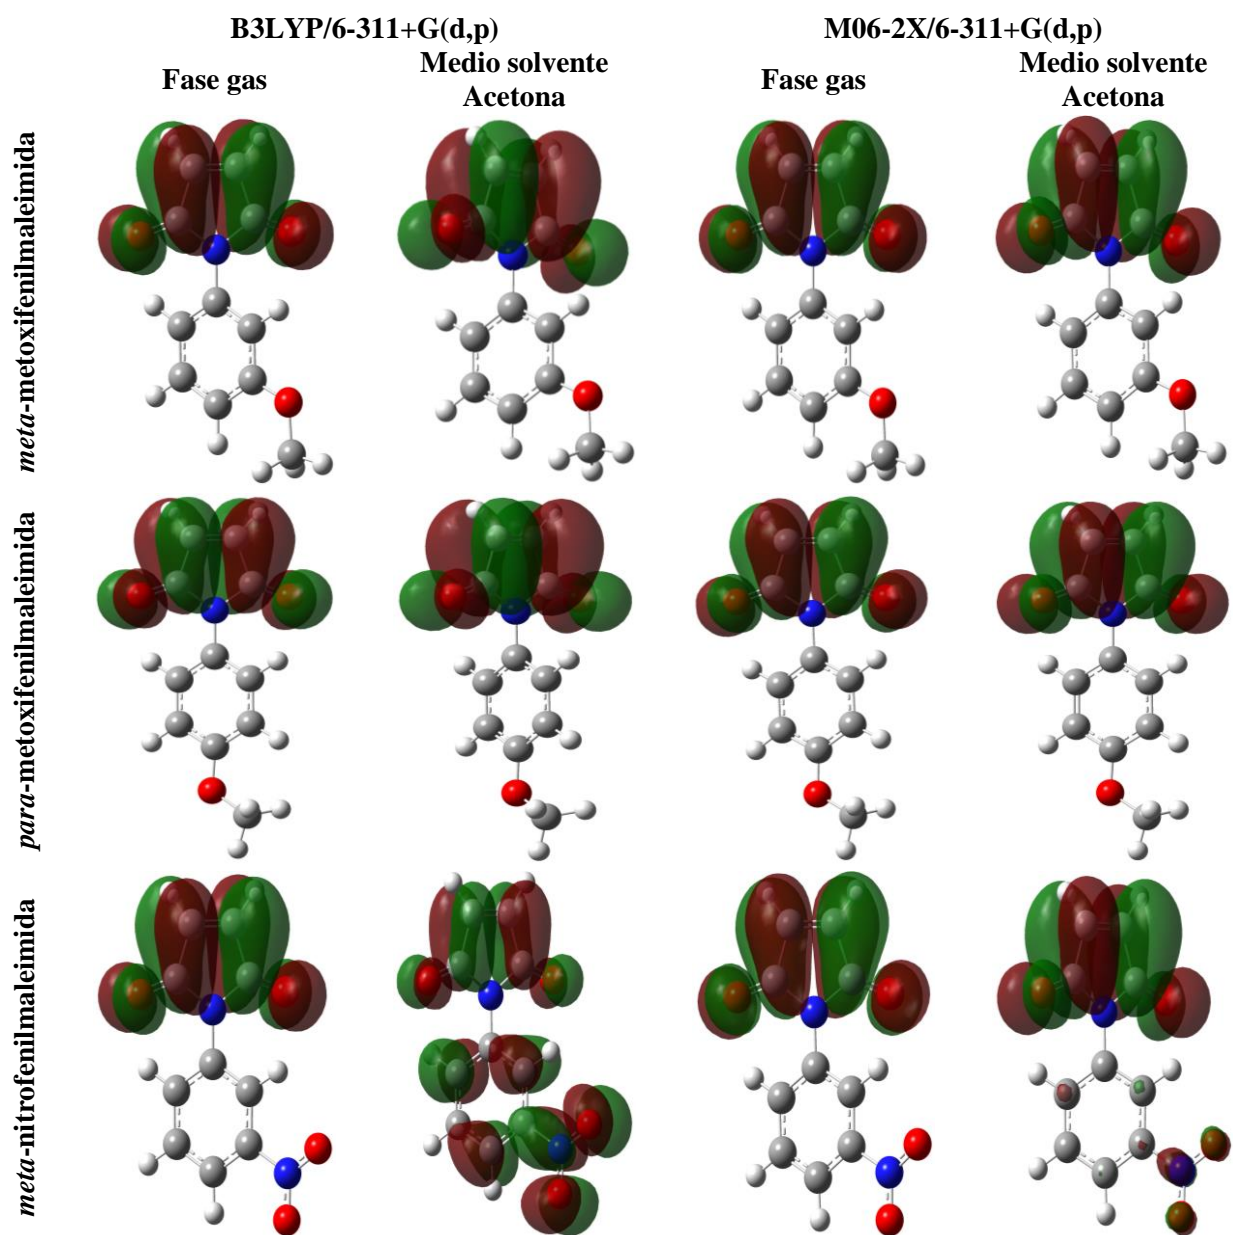 B3LYP/6-311+G(d,p)
M06-2X/6-311+G(d,p)
Fase gas
Medio solvente
Acetona
Fase gas
Medio solvente
Acetona
meta-metoxifenilmaleimida
para-metoxifenilmaleimida
meta-nitrofenilmaleimida